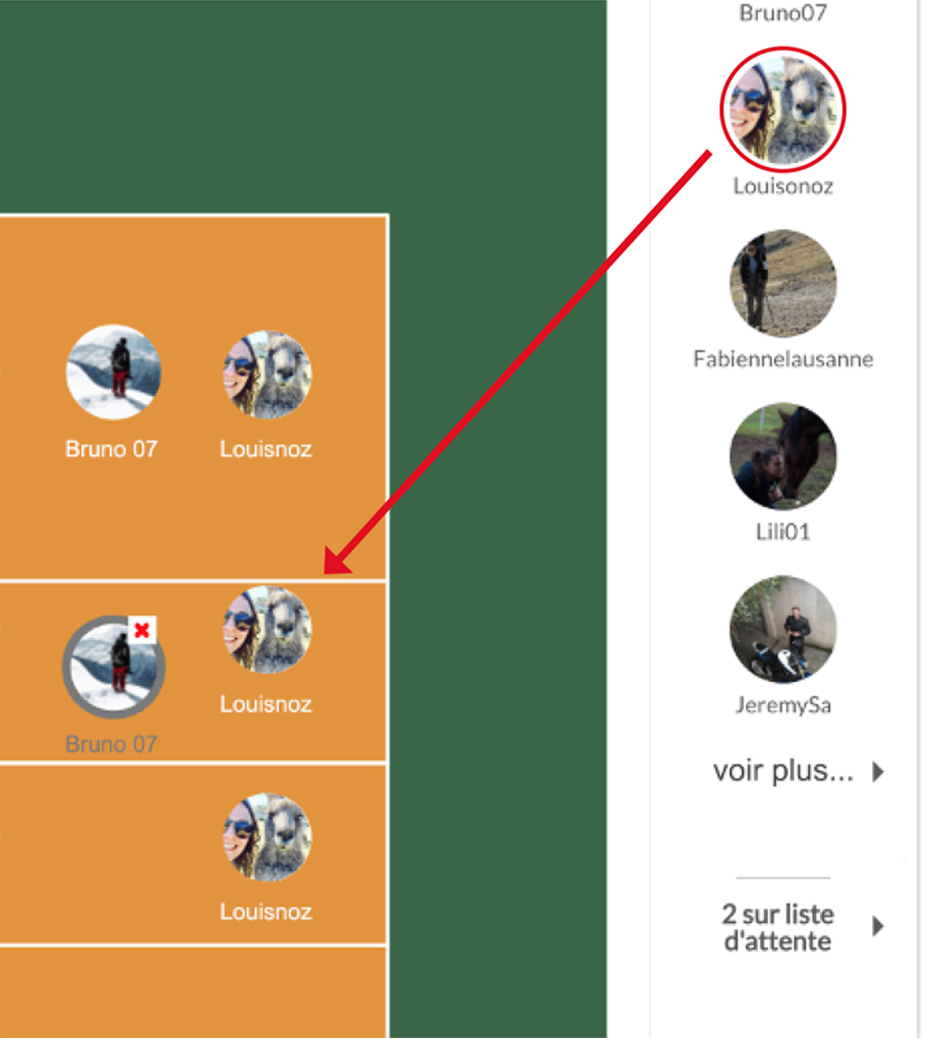 Bruno07
Louisonoz
Fabiennelausanne
Bruno 07
Louisnoz
Lili01
Louisnoz
JeremySa
Bruno 07
voir plus...
Louisnoz
2 sur liste
d'attente